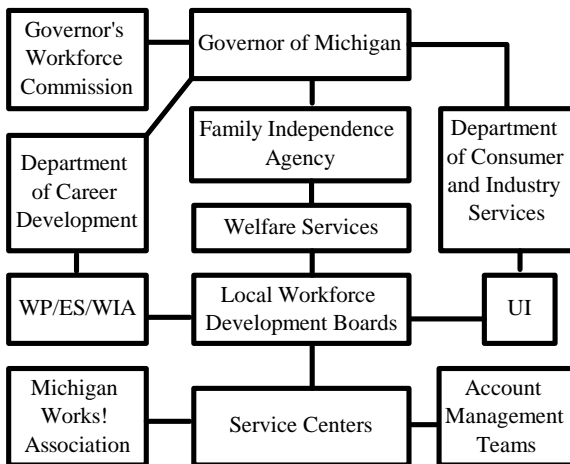 Governor's
Workforce
Commission
Governor of Michigan
Family Independence
Agency
Department
of Consumer
and Industry
Services
Department
of Career
Development
Welfare Services
WP/ES/WIA
Local Workforce
Development Boards
UI
Michigan
Works!
Association
Service Centers
Account
Management
Teams